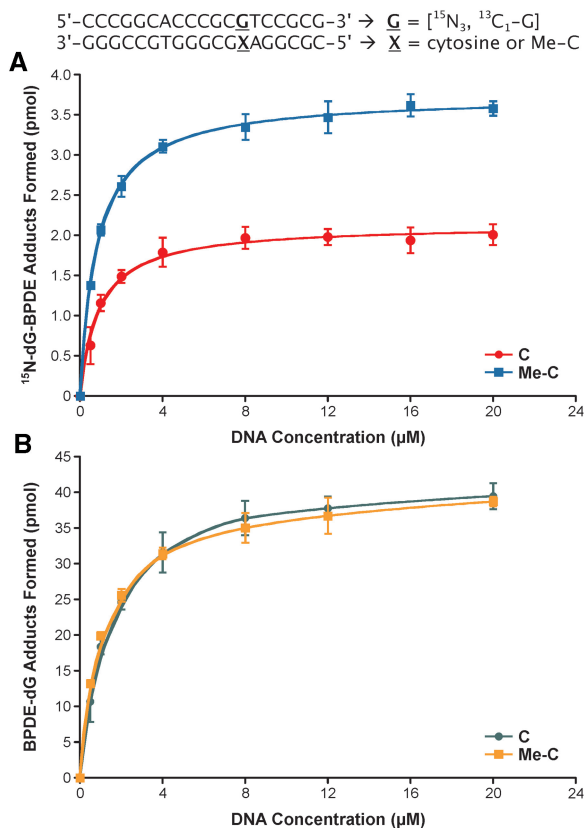 5'-CCCGGCACCCGCGTCCGCG-3' → G = [¹⁵N₃, ¹³C₁-G]
3'-GGGCCGTGGGCGXAGGCGC-5' → X = cytosine or Me-C
A
¹⁵N-dG-BPDE Adducts Formed (pmol)
4.0
3.5
3.0
2.5
2.0
1.5
1.0
0.5
0.0
0 4 8 12 16 20 24
DNA Concentration (µM)
C
Me-C
B
BPDE-dG Adducts Formed (pmol)
45
40
35
30
25
20
15
10
5
0
0 4 8 12 16 20 24
DNA Concentration (µM)
C
Me-C